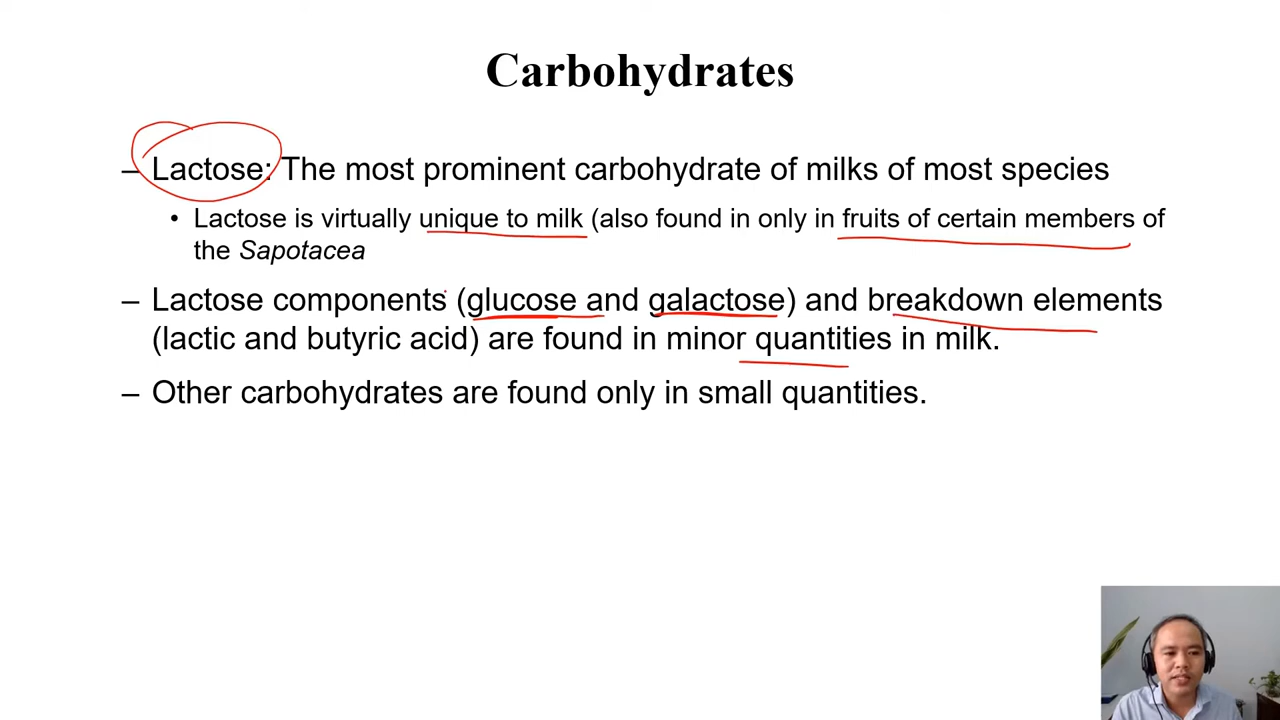 Carbohydrates
– Lactose: The most prominent carbohydrate of milks of most species
• Lactose is virtually unique to milk (also found in only in fruits of certain members of
the Sapotacea
– Lactose components (glucose and galactose) and breakdown elements
(lactic and butyric acid) are found in minor quantities in milk.
– Other carbohydrates are found only in small quantities.